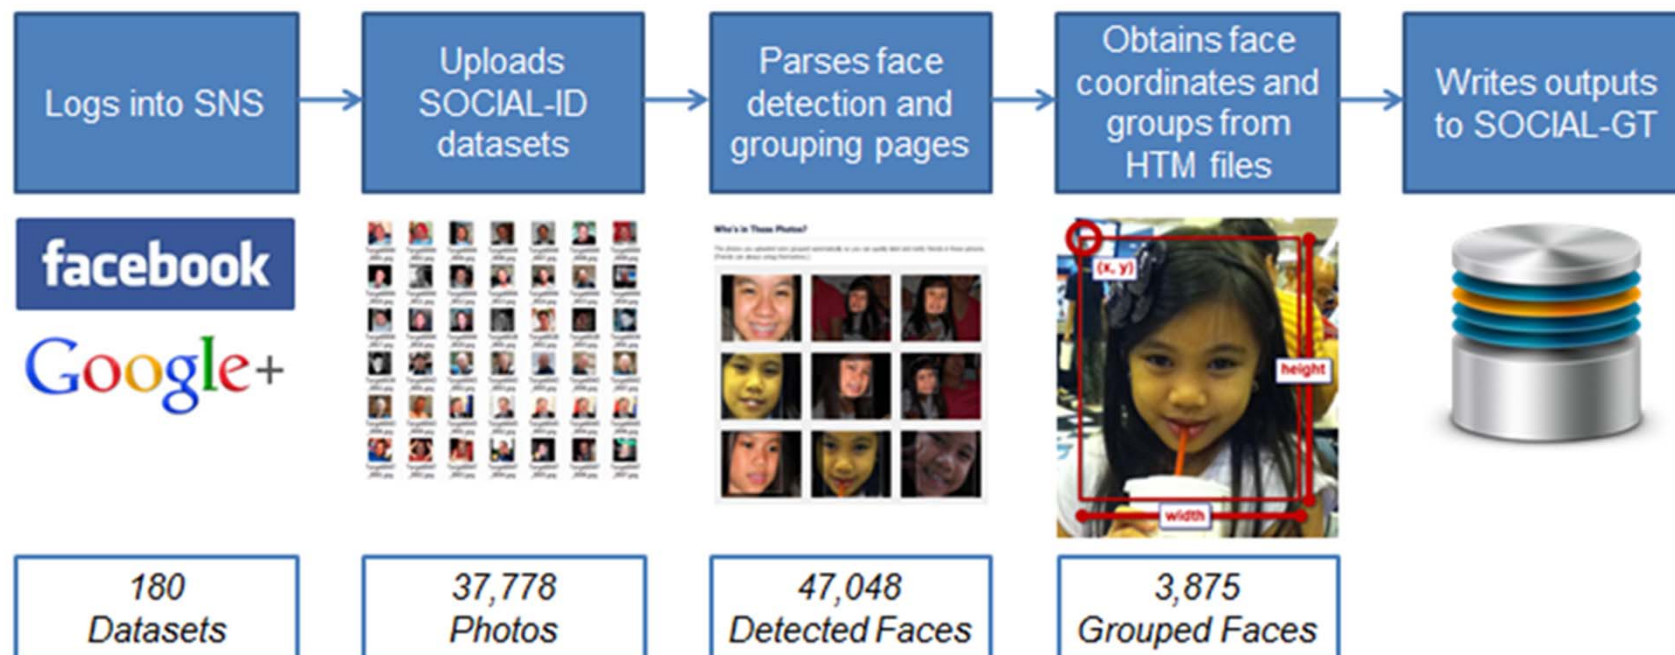 Logs into SNS
Uploads
SOCIAL-ID
datasets
Parses face
detection and
grouping pages
Obtains face
coordinates and
groups from
HTM files
Writes outputs
to SOCIAL-GT
facebook
Google+
Who's in These Photos?
(x, y)
height
width
180
Datasets
37,778
Photos
47,048
Detected Faces
3,875
Grouped Faces